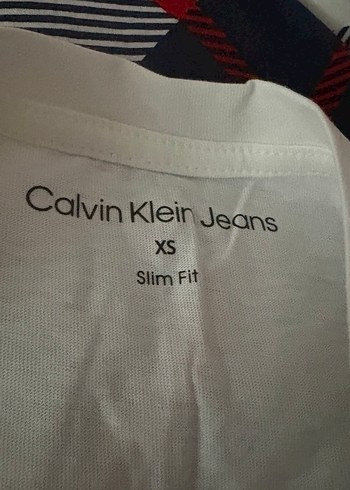 Calvin Klein Jeans
XS
Slim Fit